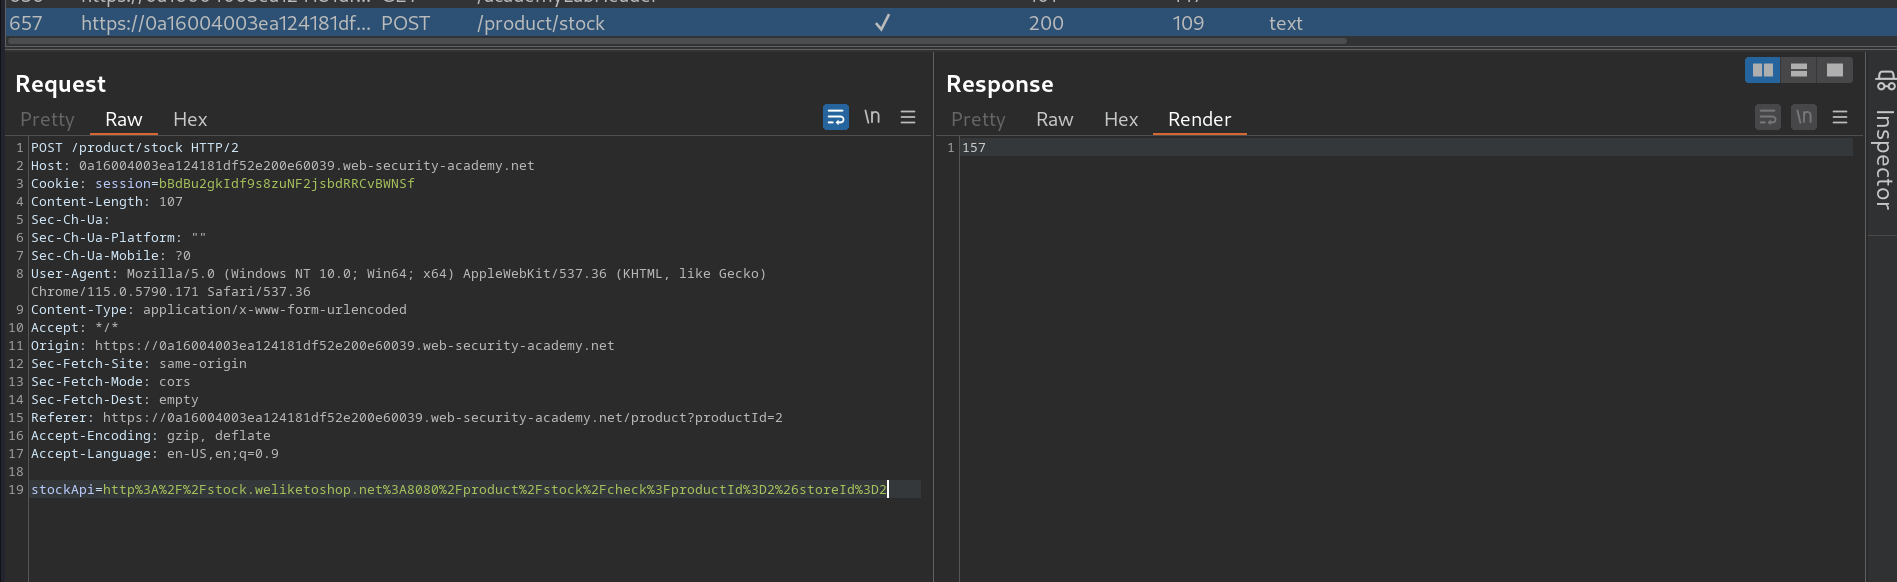 657 https://0a16004003ea124181df... POST /product/stock ✓ 200 109 text
Request
Pretty Raw Hex
\n
1 POST /product/stock HTTP/2
2 Host: 0a16004003ea124181df52e200e60039.web-security-academy.net
3 Cookie: session=bBdBu2gkIdf9s8zuNF2jsbdRRCvBWNSf
4 Content-Length: 107
5 Sec-Ch-Ua:
6 Sec-Ch-Ua-Platform: ""
7 Sec-Ch-Ua-Mobile: ?0
8 User-Agent: Mozilla/5.0 (Windows NT 10.0; Win64; x64) AppleWebKit/537.36 (KHTML, like Gecko)
Chrome/115.0.5790.171 Safari/537.36
9 Content-Type: application/x-www-form-urlencoded
10 Accept: */*
11 Origin: https://0a16004003ea124181df52e200e60039.web-security-academy.net
12 Sec-Fetch-Site: same-origin
13 Sec-Fetch-Mode: cors
14 Sec-Fetch-Dest: empty
15 Referer: https://0a16004003ea124181df52e200e60039.web-security-academy.net/product?productId=2
16 Accept-Encoding: gzip, deflate
17 Accept-Language: en-US,en;q=0.9
18
19 stockApi=http%3A%2F%2Fstock.weliketoshop.net%3A8080%2Fproduct%2Fstock%2Fcheck%3FproductId%3D2%26storeId%3D2
Response
Pretty Raw Hex Render
\n
1 157
Inspector